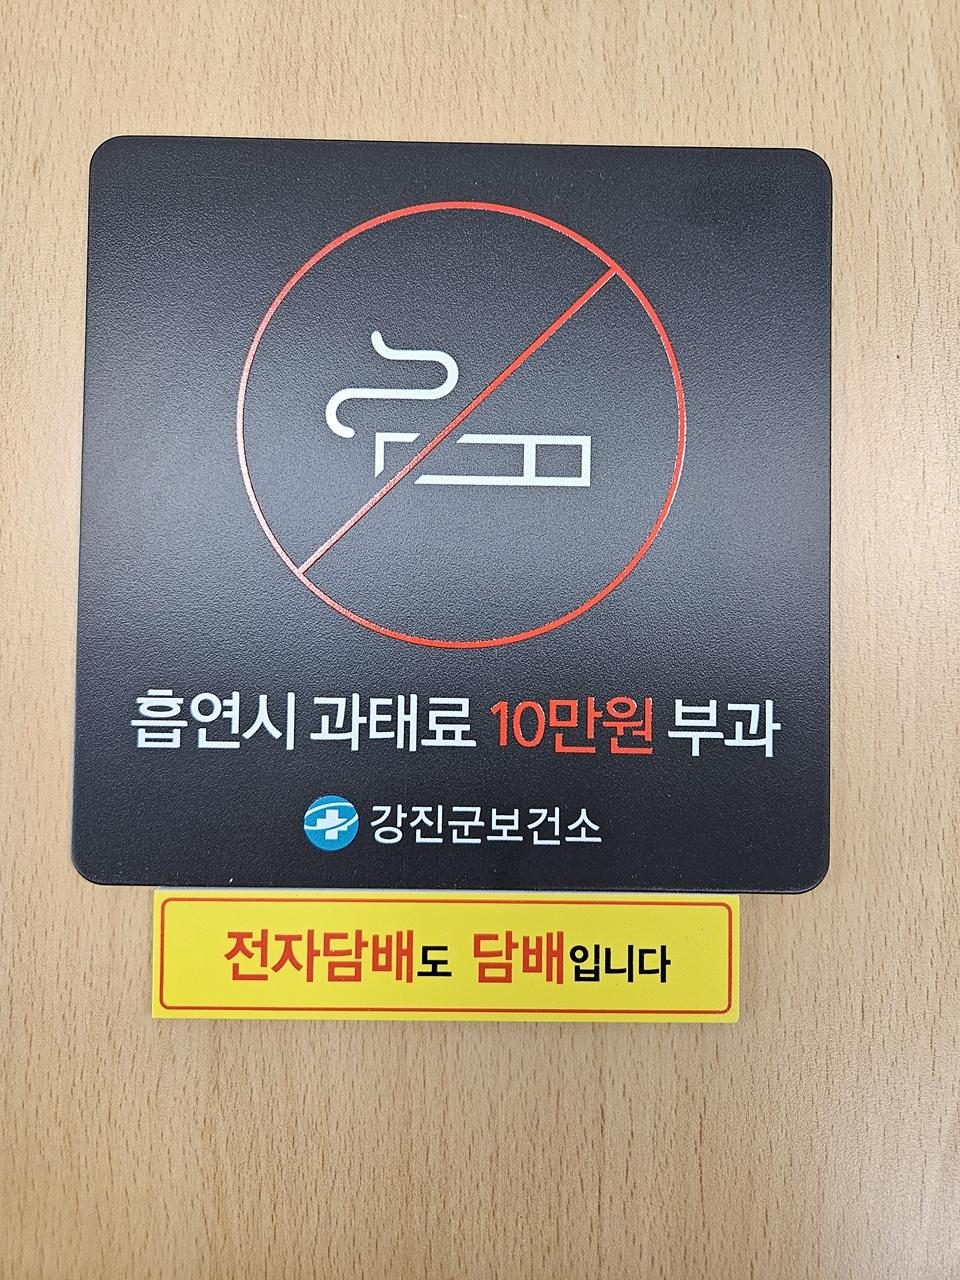 흡연시 과태료 10만원 부과
강진군보건소
전자담배도 담배입니다